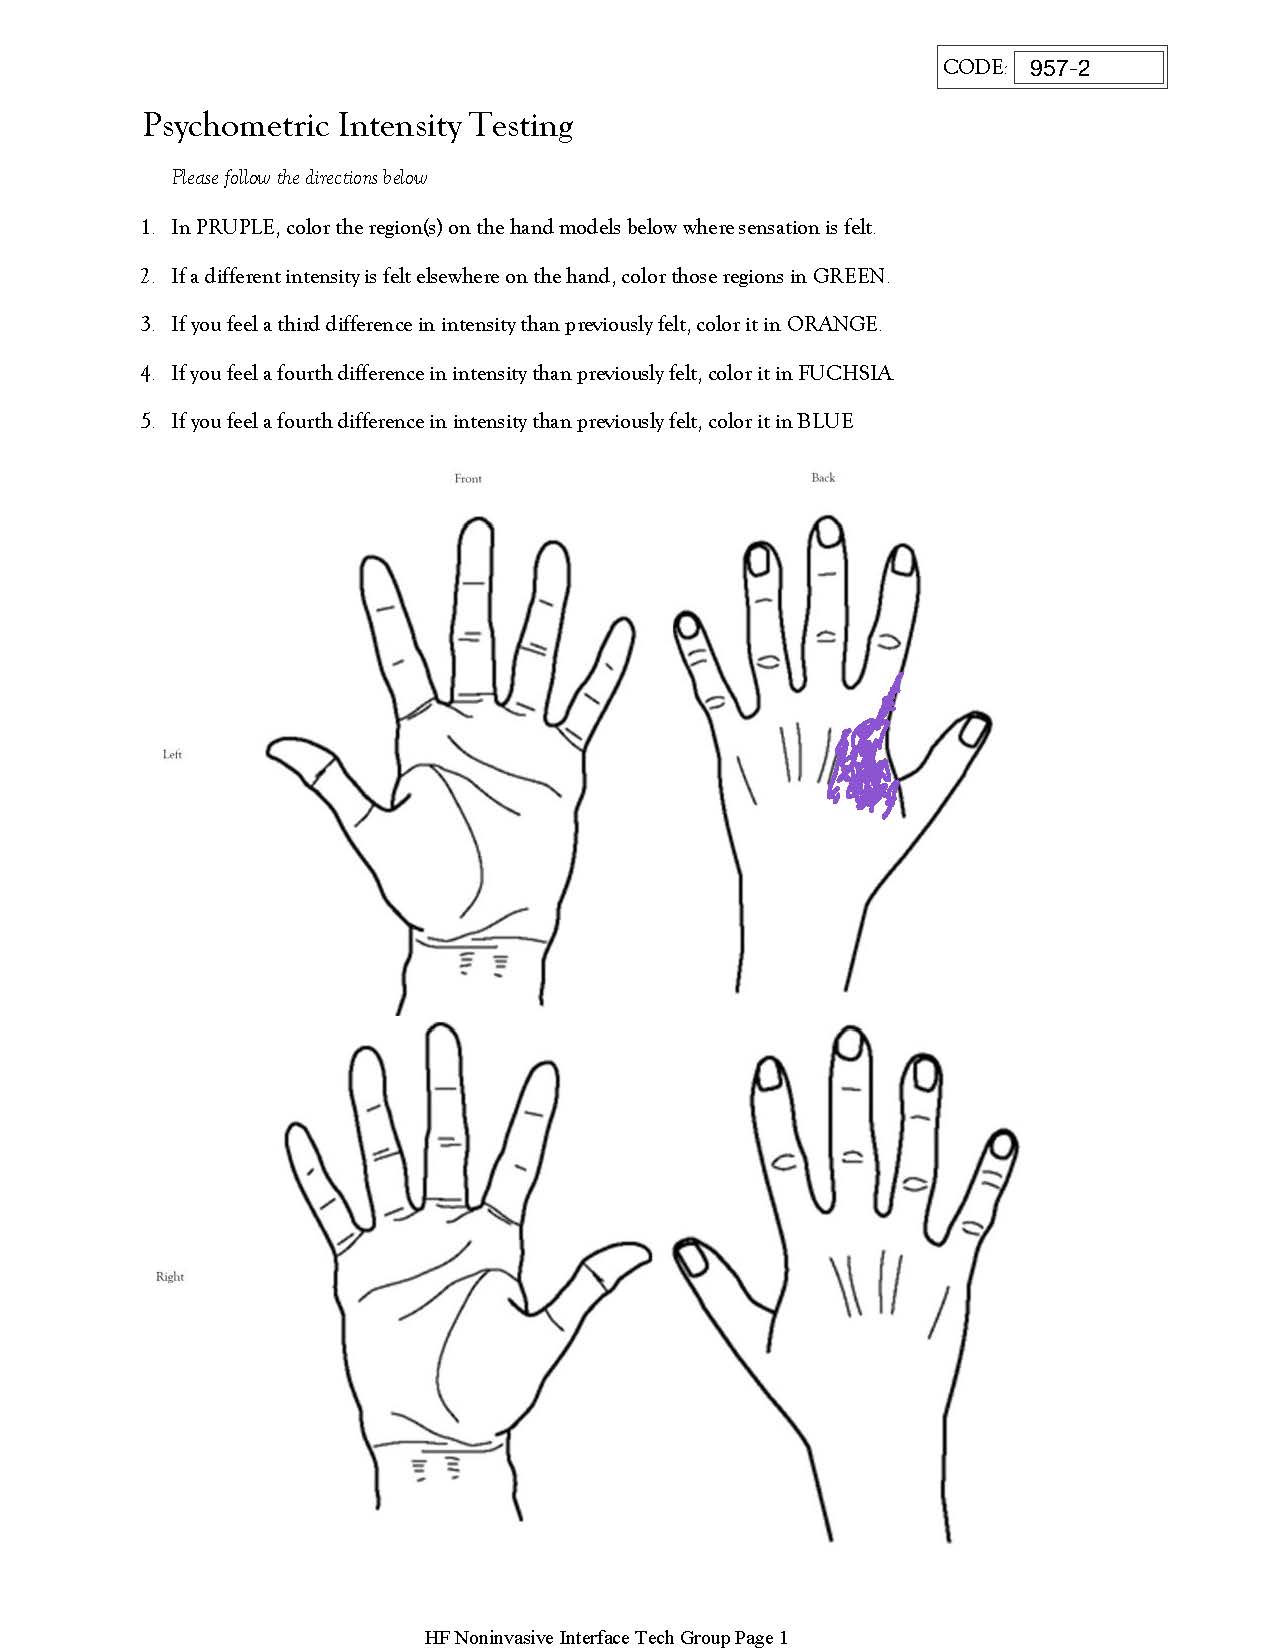 CODE: 957-2
Psychometric Intensity Testing
Please follow the directions below
1. In PRUPLE, color the region(s) on the hand models below where sensation is felt.
2. If a different intensity is felt elsewhere on the hand, color those regions in GREEN.
3. If you feel a third difference in intensity than previously felt, color it in ORANGE.
4. If you feel a fourth difference in intensity than previously felt, color it in FUCHSIA.
5. If you feel a fourth difference in intensity than previously felt, color it in BLUE
Front Back
Left
Right
HF Noninvasive Interface Tech Group Page 1